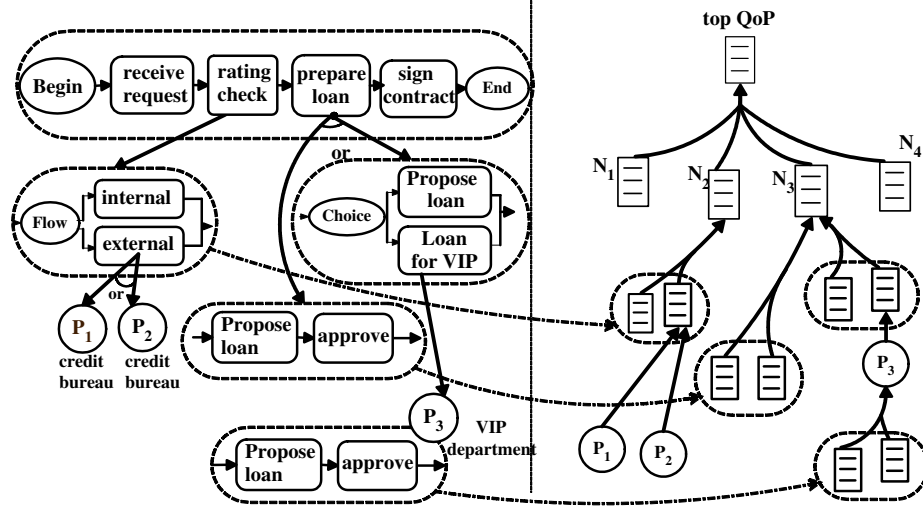 top QoP
Begin
receive
request
rating
check
prepare
loan
sign
contract
End
or
N1
N2
N3
N4
Flow
internal
external
or
Choice
Propose
loan
Loan
for VIP
P1
credit
bureau
P2
credit
bureau
Propose
loan
approve
P3
VIP
department
Propose
loan
approve
P1
P2
P3